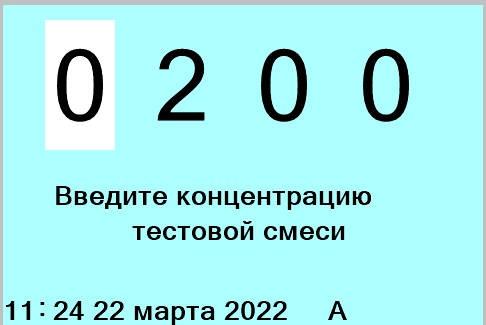 0 2 0 0
Введите концентрацию
тестовой смеси
11:24 22 марта 2022 А